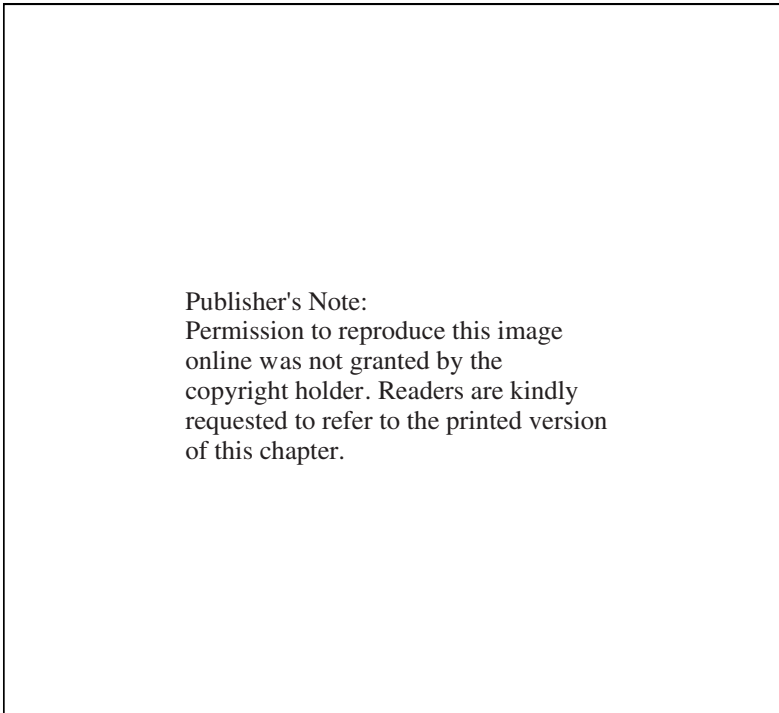 Publisher's Note:
Permission to reproduce this image
online was not granted by the
copyright holder. Readers are kindly
requested to refer to the printed version
of this chapter.